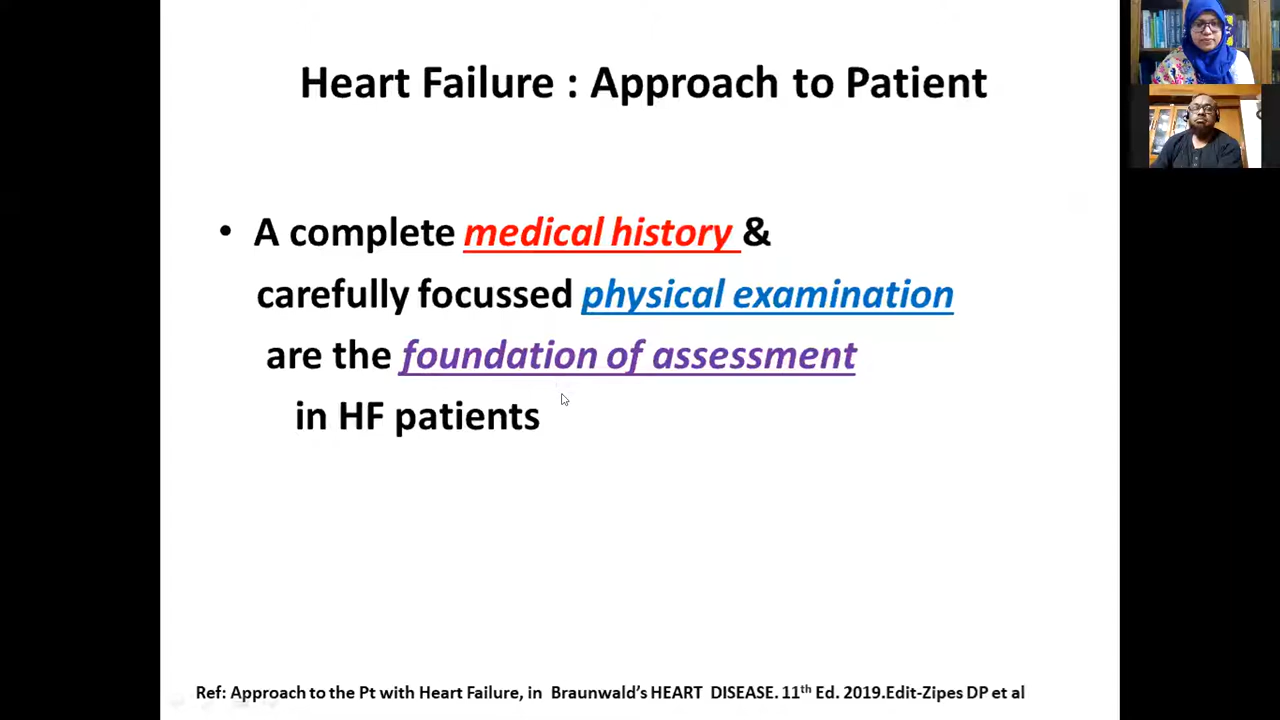 Heart Failure : Approach to Patient
• A complete medical history &
carefully focussed physical examination
are the foundation of assessment
in HF patients
Ref: Approach to the Pt with Heart Failure, in Braunwald's HEART DISEASE. 11th Ed. 2019.Edit-Zipes DP et al